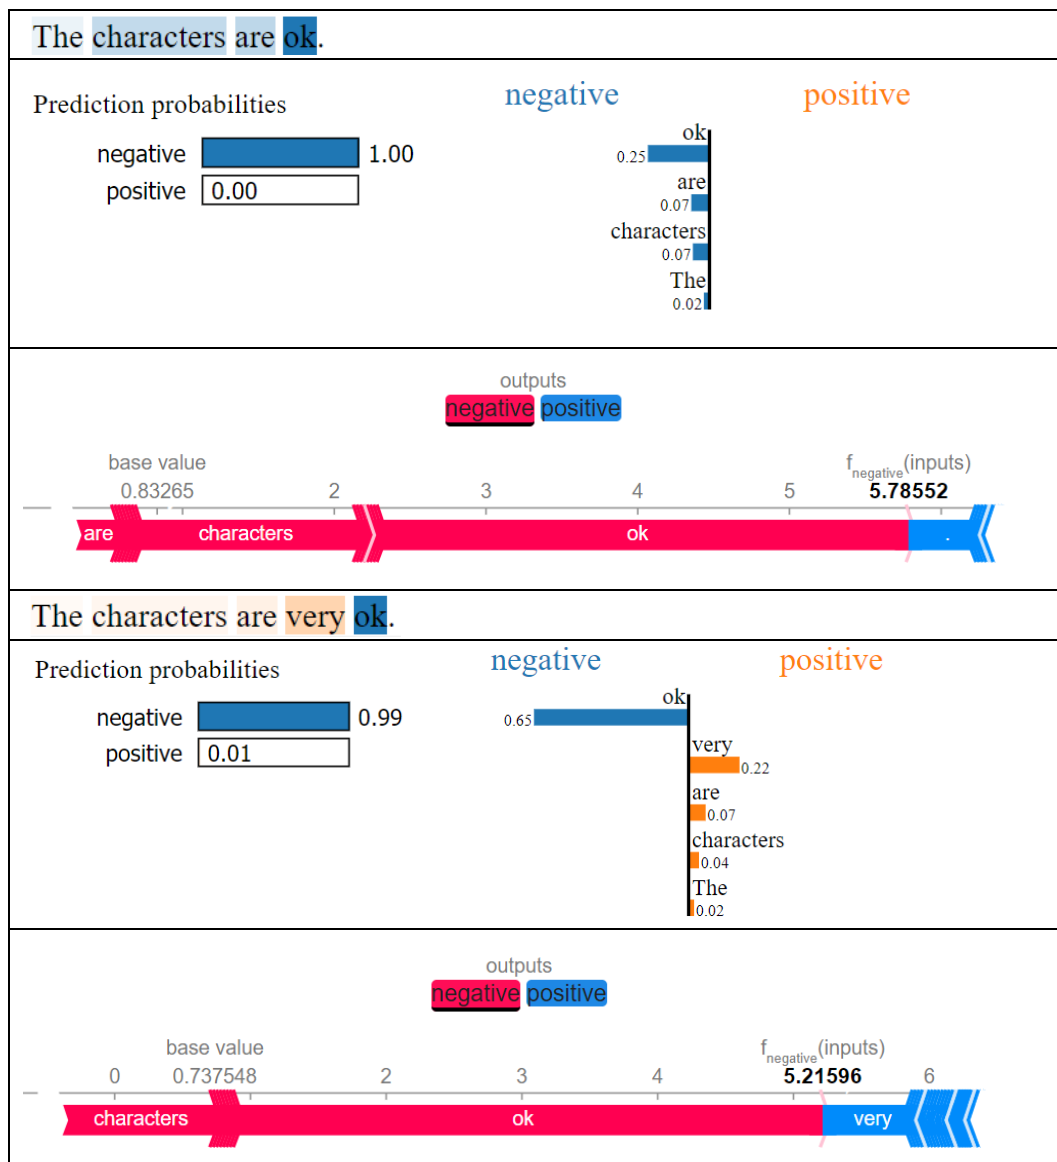 The characters are ok.
Prediction probabilities
negative 1.00
positive 0.00
negative positive
ok
0.25
are
0.07
characters
0.07
The
0.02
outputs
negative positive
base value f negative(inputs)
0.83265 2 3 4 5 5.78552
are characters ok .
The characters are very ok.
Prediction probabilities
negative 0.99
positive 0.01
negative positive
ok
0.65
very
0.22
are
0.07
characters
0.04
The
0.02
outputs
negative positive
base value f negative(inputs)
0 0.737548 2 3 4 5.21596 6
characters ok very